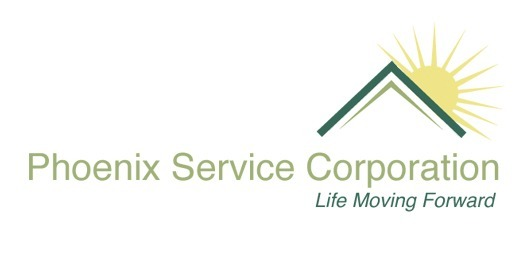 Phoenix Service Corporation
Life Moving Forward